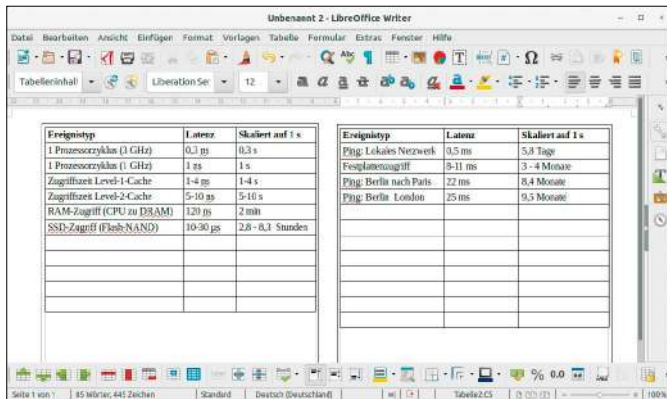 Unbenannt 2 - LibreOffice Writer
Datei Bearbeiten Ansicht Einfügen Format Vorlagen Tabelle Formular Extras Fenster Hilfe
Tabelleninhalt Liberation Ser 12
Ereignistyp Latenz Skaliert auf 1 s
1 Prozessorzyklus (3 GHz) 0,3 ns 0,3 s
1 Prozessorzyklus (1 GHz) 1 ns 1 s
Zugriffszeit Level-1-Cache 1-4 ns 1-4 s
Zugriffszeit Level-2-Cache 5-10 ns 5-10 s
RAM-Zugriff (CPU zu DRAM) 120 ns 2 min
SSD-Zugriff (Flash-NAND) 10-30 µs 2,8 - 8,3 Stunden
Ereignistyp Latenz Skaliert auf 1 s
Ping: Lokales Netzwerk 0,5 ms 5,8 Tage
Festplattenzugriff 8-11 ms 3 - 4 Monate
Ping: Berlin nach Paris 22 ms 8,4 Monate
Ping: Berlin London 25 ms 9,5 Monate
% 0.0
Seite 1 von 1 85 Wörter, 445 Zeichen Standard Deutsch (Deutschland) Tabelle2:C5 100%